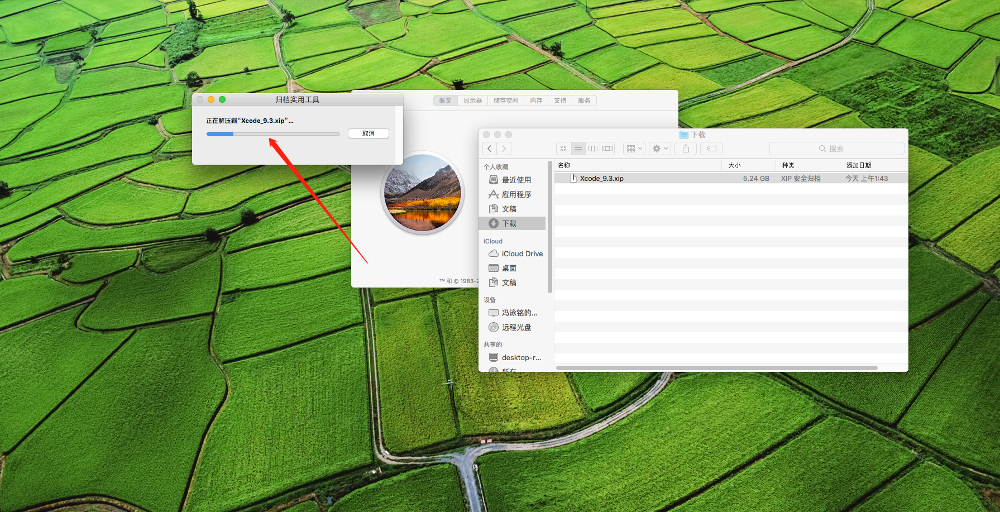 归档实用工具
正在解压缩“Xcode_9.3.xip”...
取消
概览 显示器 储存空间 内存 支持 服务
™ 和 © 1983-2
下载
搜索
个人收藏
最近使用
应用程序
文稿
下载
iCloud
iCloud Drive
桌面
文稿
设备
冯泳铭的...
远程光盘
共享的
desktop-r...
所有
名称 大小 种类 添加日期
Xcode_9.3.xip 5.24 GB XIP 安全归档 今天 上午1:43